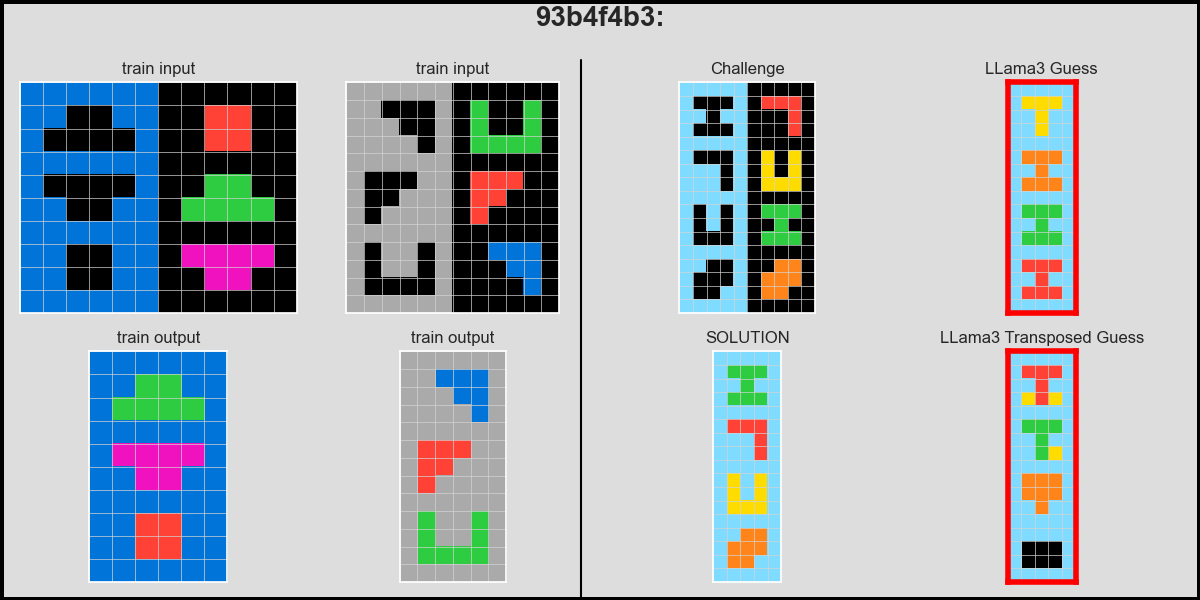 93b4f4b3:
train input
train input
Challenge
LLama3 Guess
train output
train output
SOLUTION
LLama3 Transposed Guess